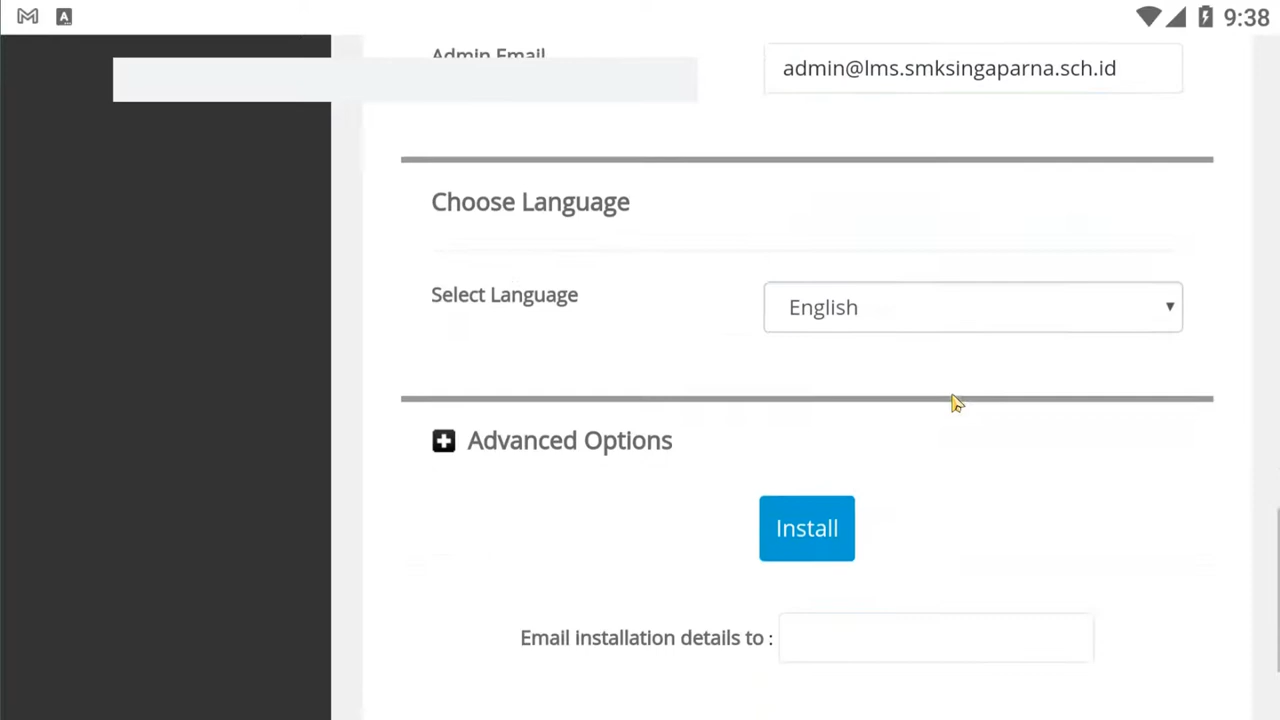 9:38
Admin Email
admin@lms.smksingaparna.sch.id
Choose Language
Select Language
English
Advanced Options
Install
Email installation details to :